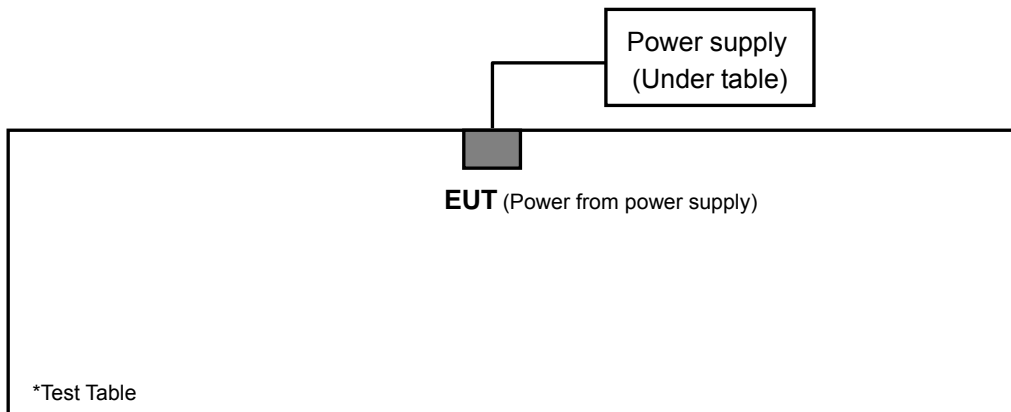 Power supply
(Under table)
EUT (Power from power supply)
*Test Table